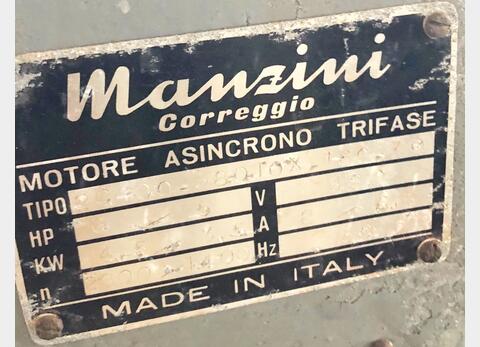 Manzini
Correggio
MOTORE ASINCRONO TRIFASE
TIPO
HP V
KW A
n Hz
MADE IN ITALY